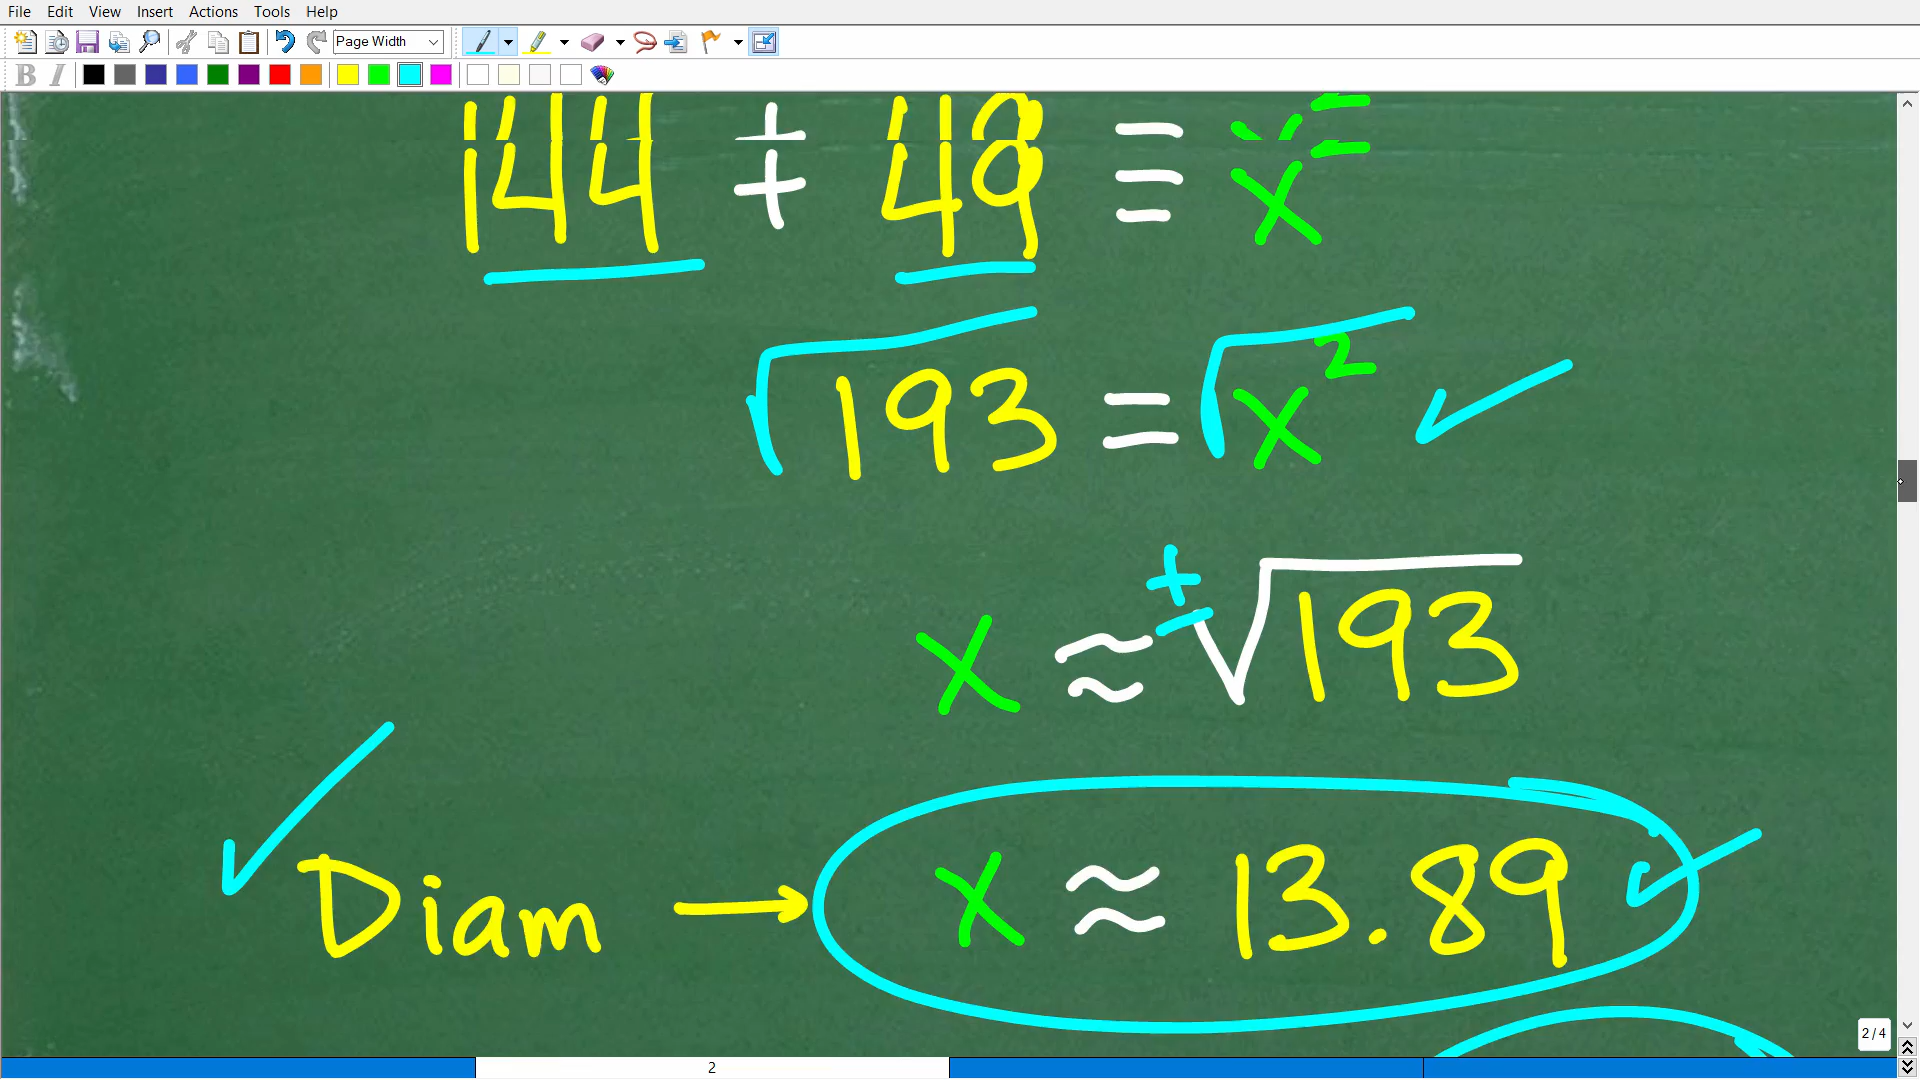 File Edit View Insert Actions Tools Help
Page Width
B I
144 + 49 = x²
√193 = √x²
x ≈ ±√193
Diam → x ≈ 13.89
2/4
2